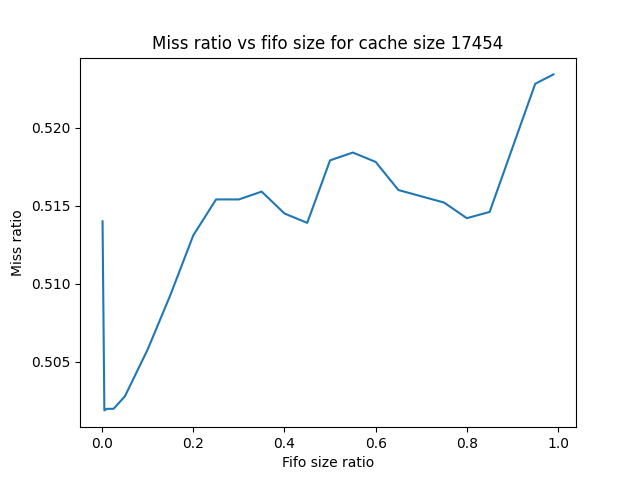 Miss ratio vs fifo size for cache size 17454
0.520
0.515
0.510
0.505
Miss ratio
0.0 0.2 0.4 0.6 0.8 1.0
Fifo size ratio